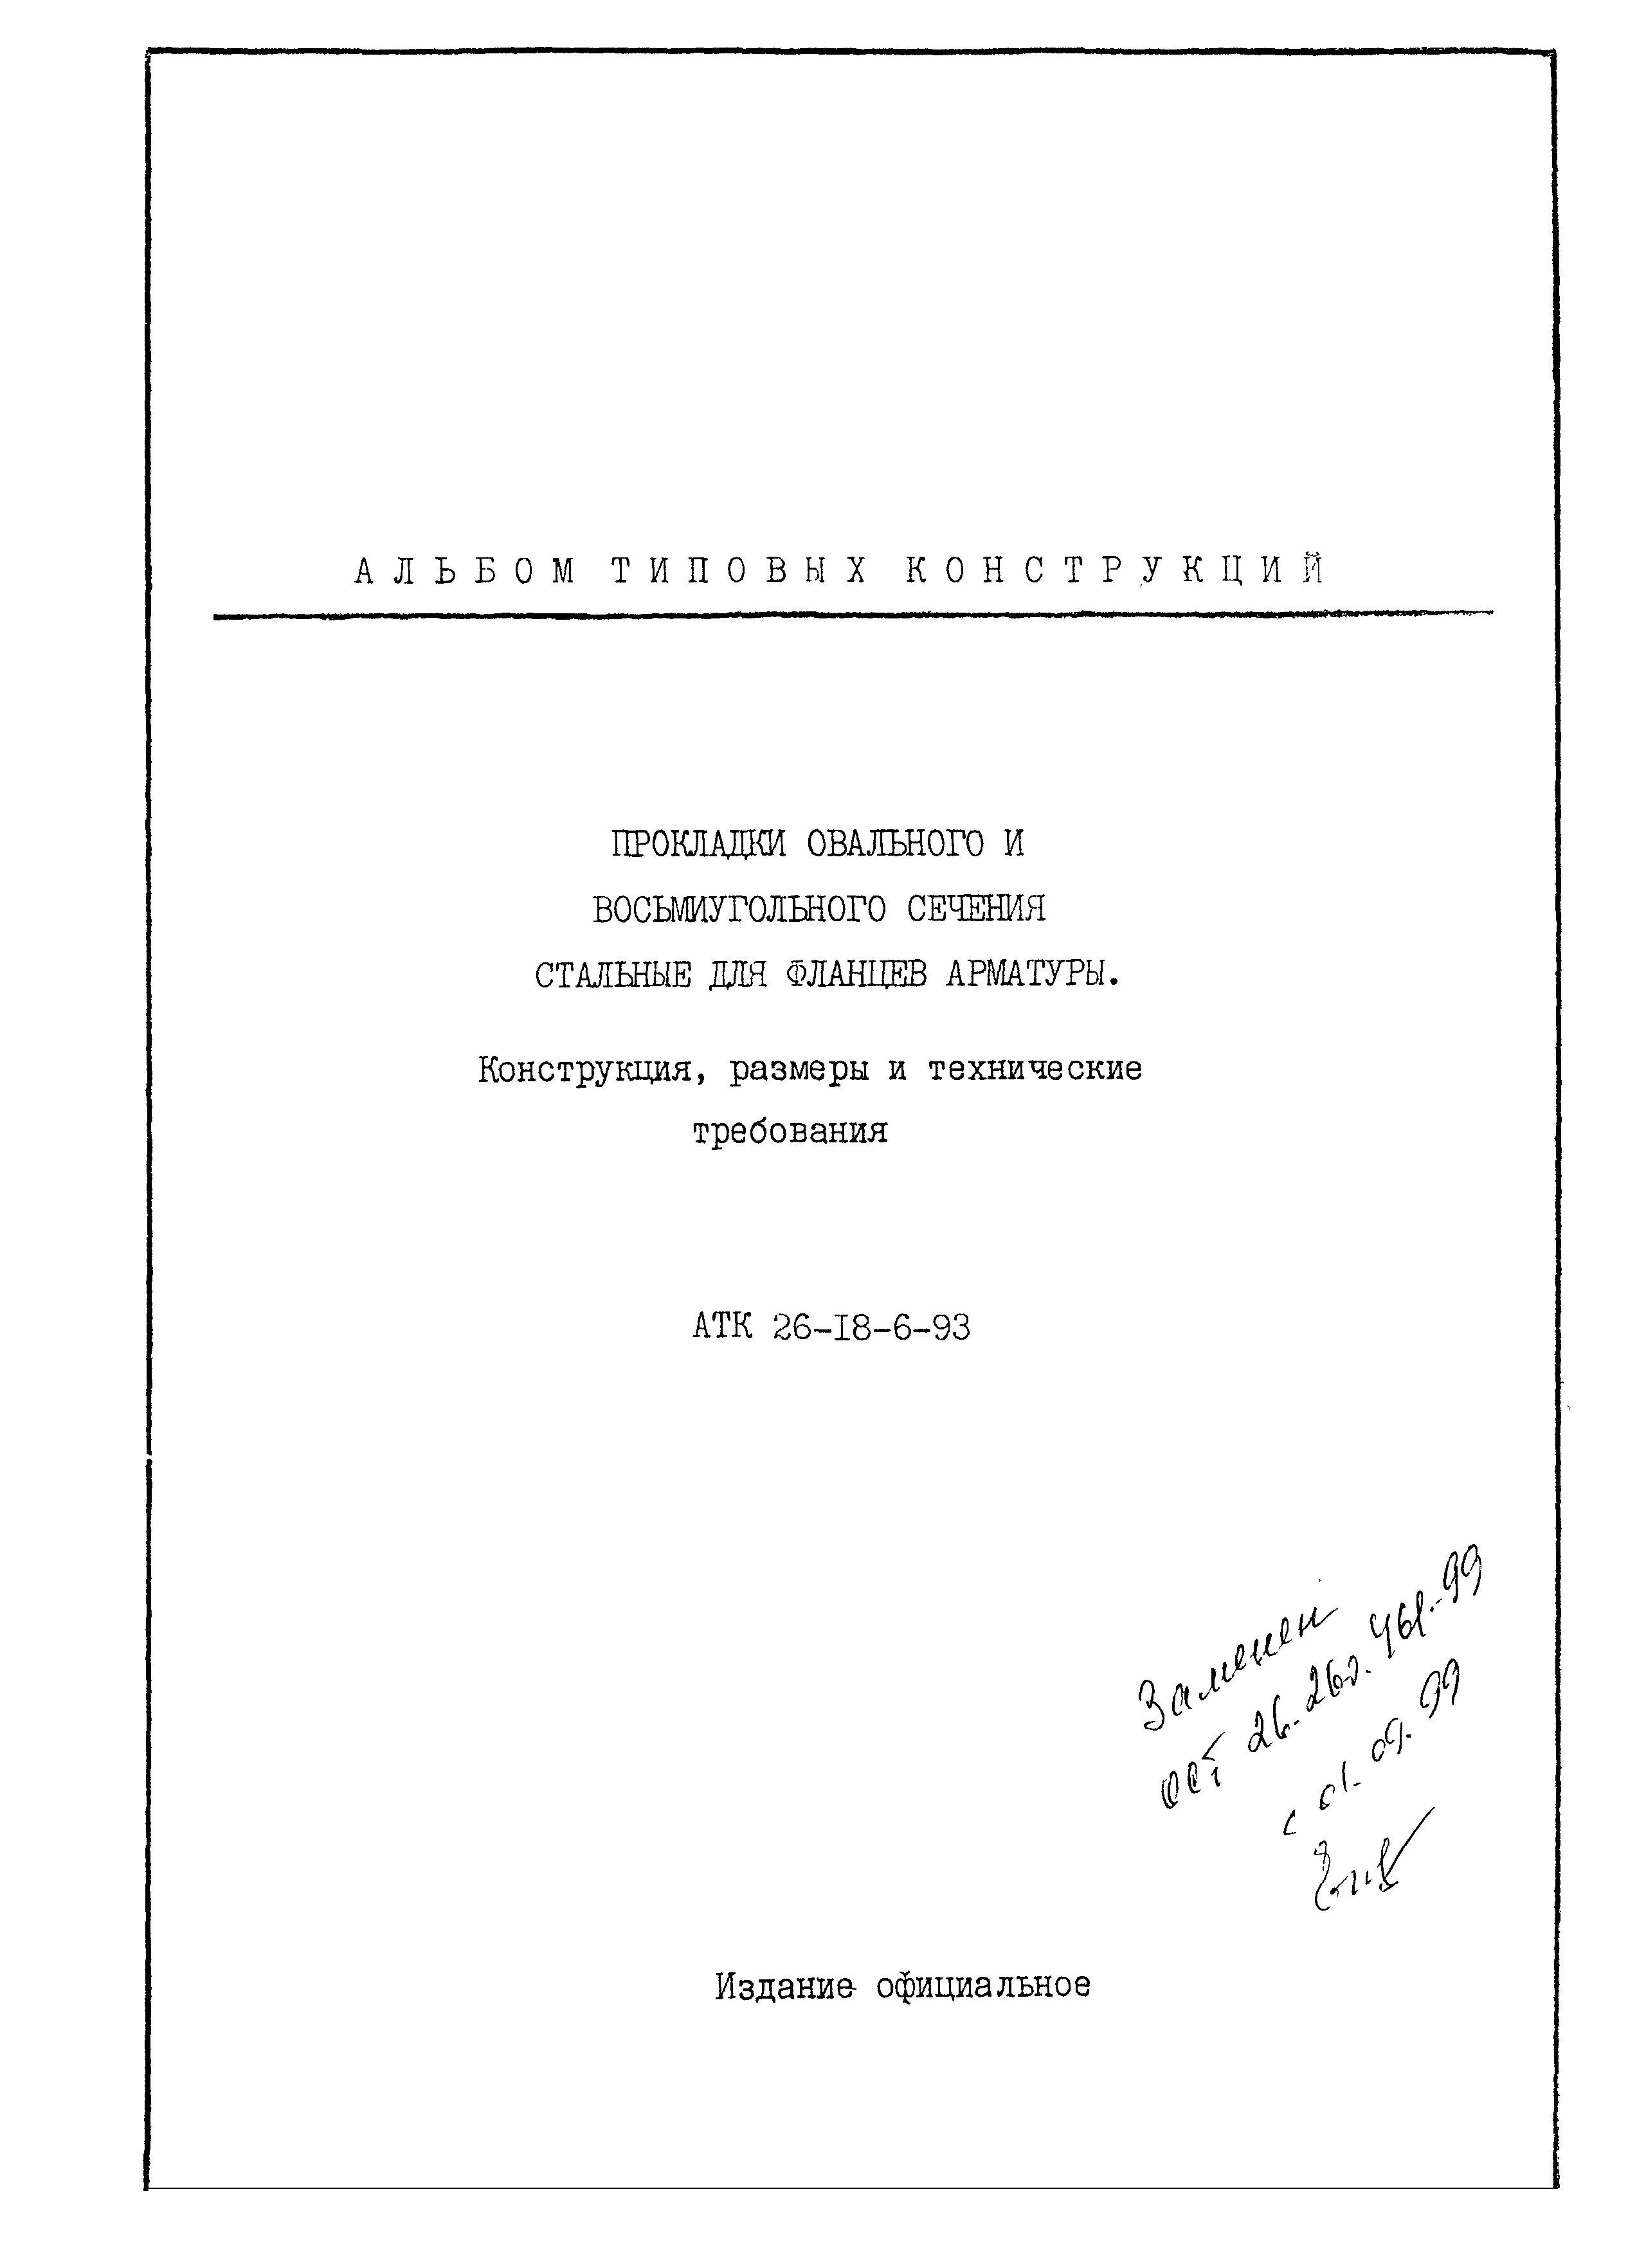 АЛЬБОМ ТИПОВЫХ КОНСТРУКЦИЙ
ПРОКЛАДКИ ОВАЛЬНОГО И
ВОСЬМИУГОЛЬНОГО СЕЧЕНИЯ
СТАЛЬНЫЕ ДЛЯ ФЛАНЦЕВ АРМАТУРЫ.
Конструкция, размеры и технические
требования
АТК 26-I8-6-93
Заменен
ост 26.260.461-99
с 01.09.99
Издание официальное